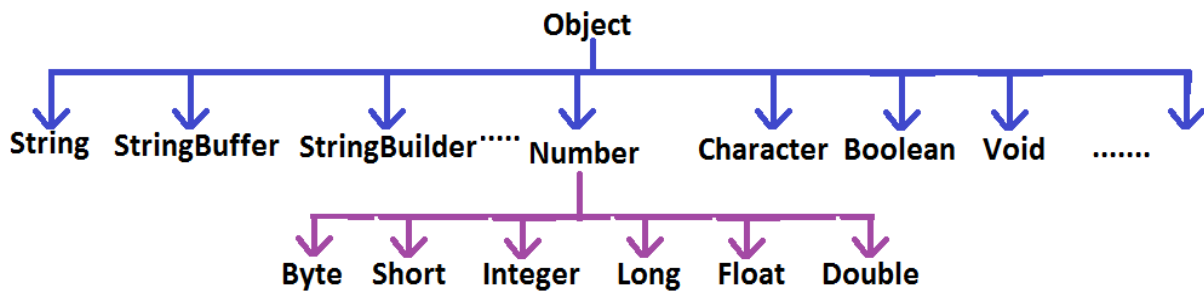 Object
String StringBuffer StringBuilder ..... Number Character Boolean Void .......
Byte Short Integer Long Float Double